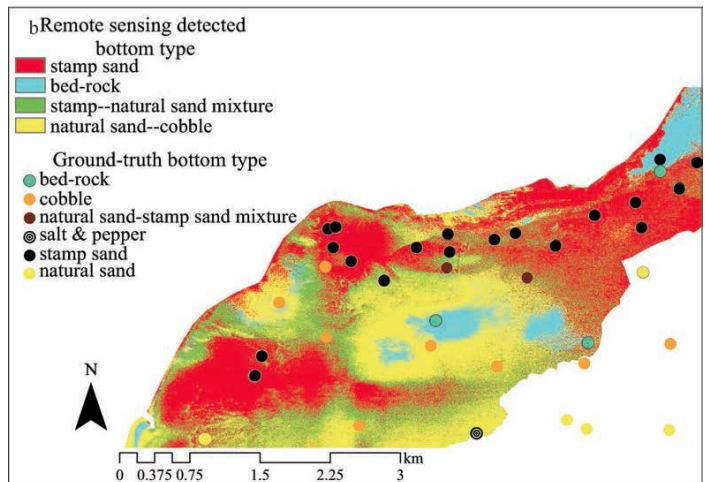 b Remote sensing detected
bottom type
stamp sand
bed-rock
stamp--natural sand mixture
natural sand--cobble
Ground-truth bottom type
bed-rock
cobble
natural sand-stamp sand mixture
salt & pepper
stamp sand
natural sand
N
km
0 0.375 0.75 1.5 2.25 3